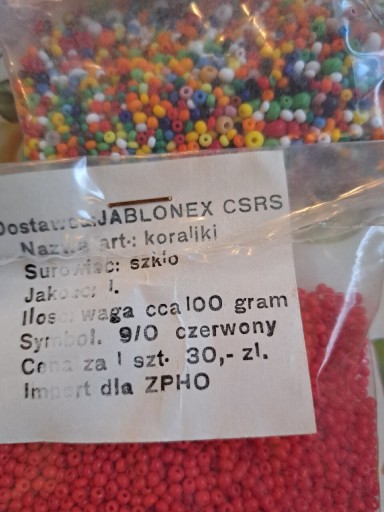 Dostawca: JABLONEX CSRS
Nazwa art.: koraliki
Surowiec: szkło
Jakość: I.
Ilość: waga cca 100 gram
Symbol. 9/0 czerwony
Cena za 1 szt. 30,- zl.
Import dla ZPHO